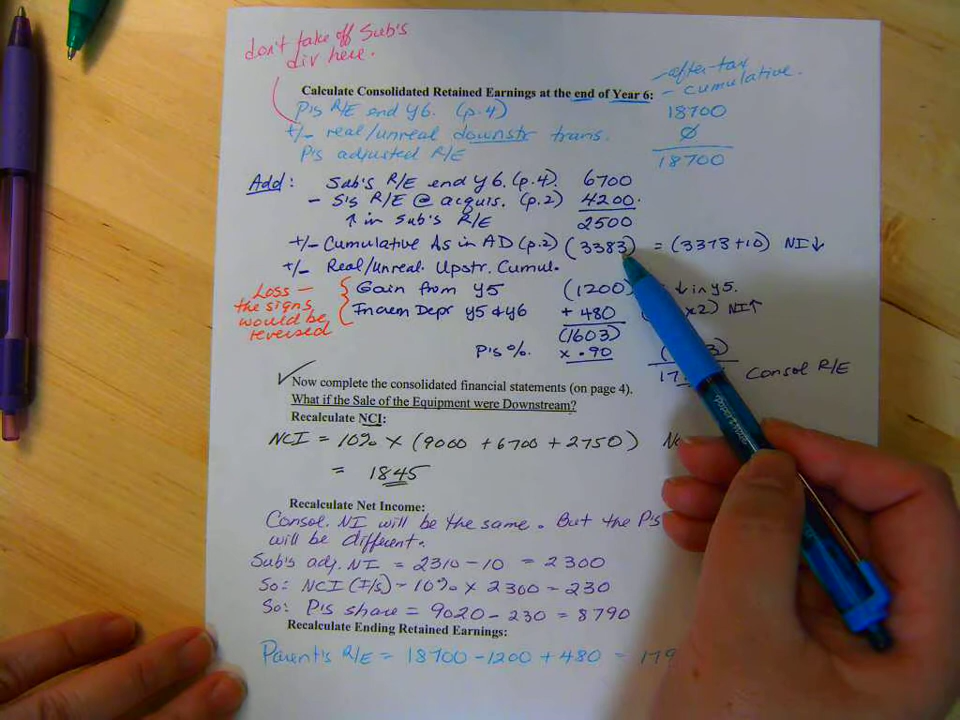 don't take off Sub's
div here.
-after-tax
- cumulative.
Calculate Consolidated Retained Earnings at the end of Year 6:
P's R/E end Y6. (p.4) 18700
+/- real/unreal downstr trans. Ø
P's adjusted R/E 18700
Add: Sub's R/E end Y6. (p.4). 6700
- S's R/E @ acquis. (p.2) 4200.
↑ in Sub's R/E 2500
+/- Cumulative Δs in AD (p.2) (3383) = (3373+10) NI↓
+/- Real/Unreal. Upstr. Cumul.
Loss —
the signs
would be
reversed
Gain from Y5 (1200) ↓ in Y5.
Increm Depr Y5 & Y6 + 480 x2) NI↑
(1603)
P's %. x .90
17 Consol R/E
Now complete the consolidated financial statements (on page 4).
What if the Sale of the Equipment were Downstream?
Recalculate NCI:
NCI = 10% x (9000 + 6700 + 2750)
= 1845
Recalculate Net Income:
Consol. NI will be the same. But the P's
will be different.
Sub's adj. NI = 2310 - 10 = 2300
So: NCI (I/S) - 10% x 2300 - 230
So: P's share = 9020 - 230 = 8790
Recalculate Ending Retained Earnings:
Parent's R/E = 18700 - 1200 + 480 = 179
paper mate